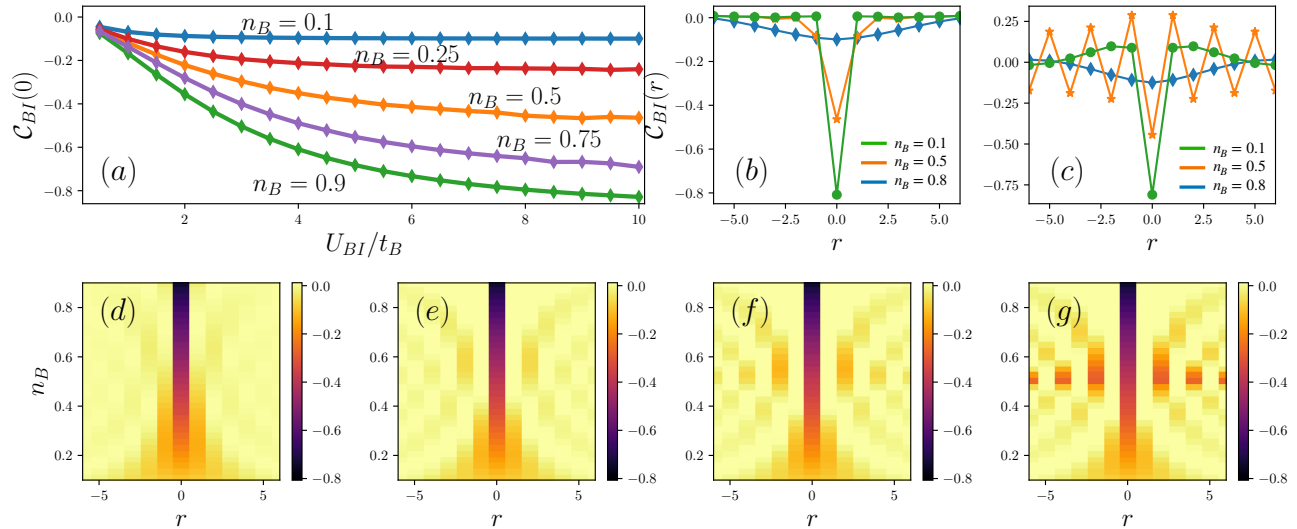 0.0
−0.2
−0.4
−0.6
−0.8
𝒞_BI(0)
n_B = 0.1
n_B = 0.25
n_B = 0.5
n_B = 0.75
n_B = 0.9
(a)
2 4 6 8 10
U_BI/t_B
0.0
−0.2
−0.4
−0.6
−0.8
𝒞_BI(r)
n_B = 0.1
n_B = 0.5
n_B = 0.8
(b)
−5.0 −2.5 0.0 2.5 5.0
r
0.25
0.00
−0.25
−0.50
−0.75
n_B = 0.1
n_B = 0.5
n_B = 0.8
(c)
−5.0 −2.5 0.0 2.5 5.0
r
n_B
0.8
0.6
0.4
0.2
(d)
−5 0 5
r
0.0
−0.2
−0.4
−0.6
−0.8
0.8
0.6
0.4
0.2
(e)
−5 0 5
r
0.0
−0.2
−0.4
−0.6
−0.8
0.8
0.6
0.4
0.2
(f)
−5 0 5
r
0.0
−0.2
−0.4
−0.6
−0.8
0.8
0.6
0.4
0.2
(g)
−5 0 5
r
0.0
−0.2
−0.4
−0.6
−0.8